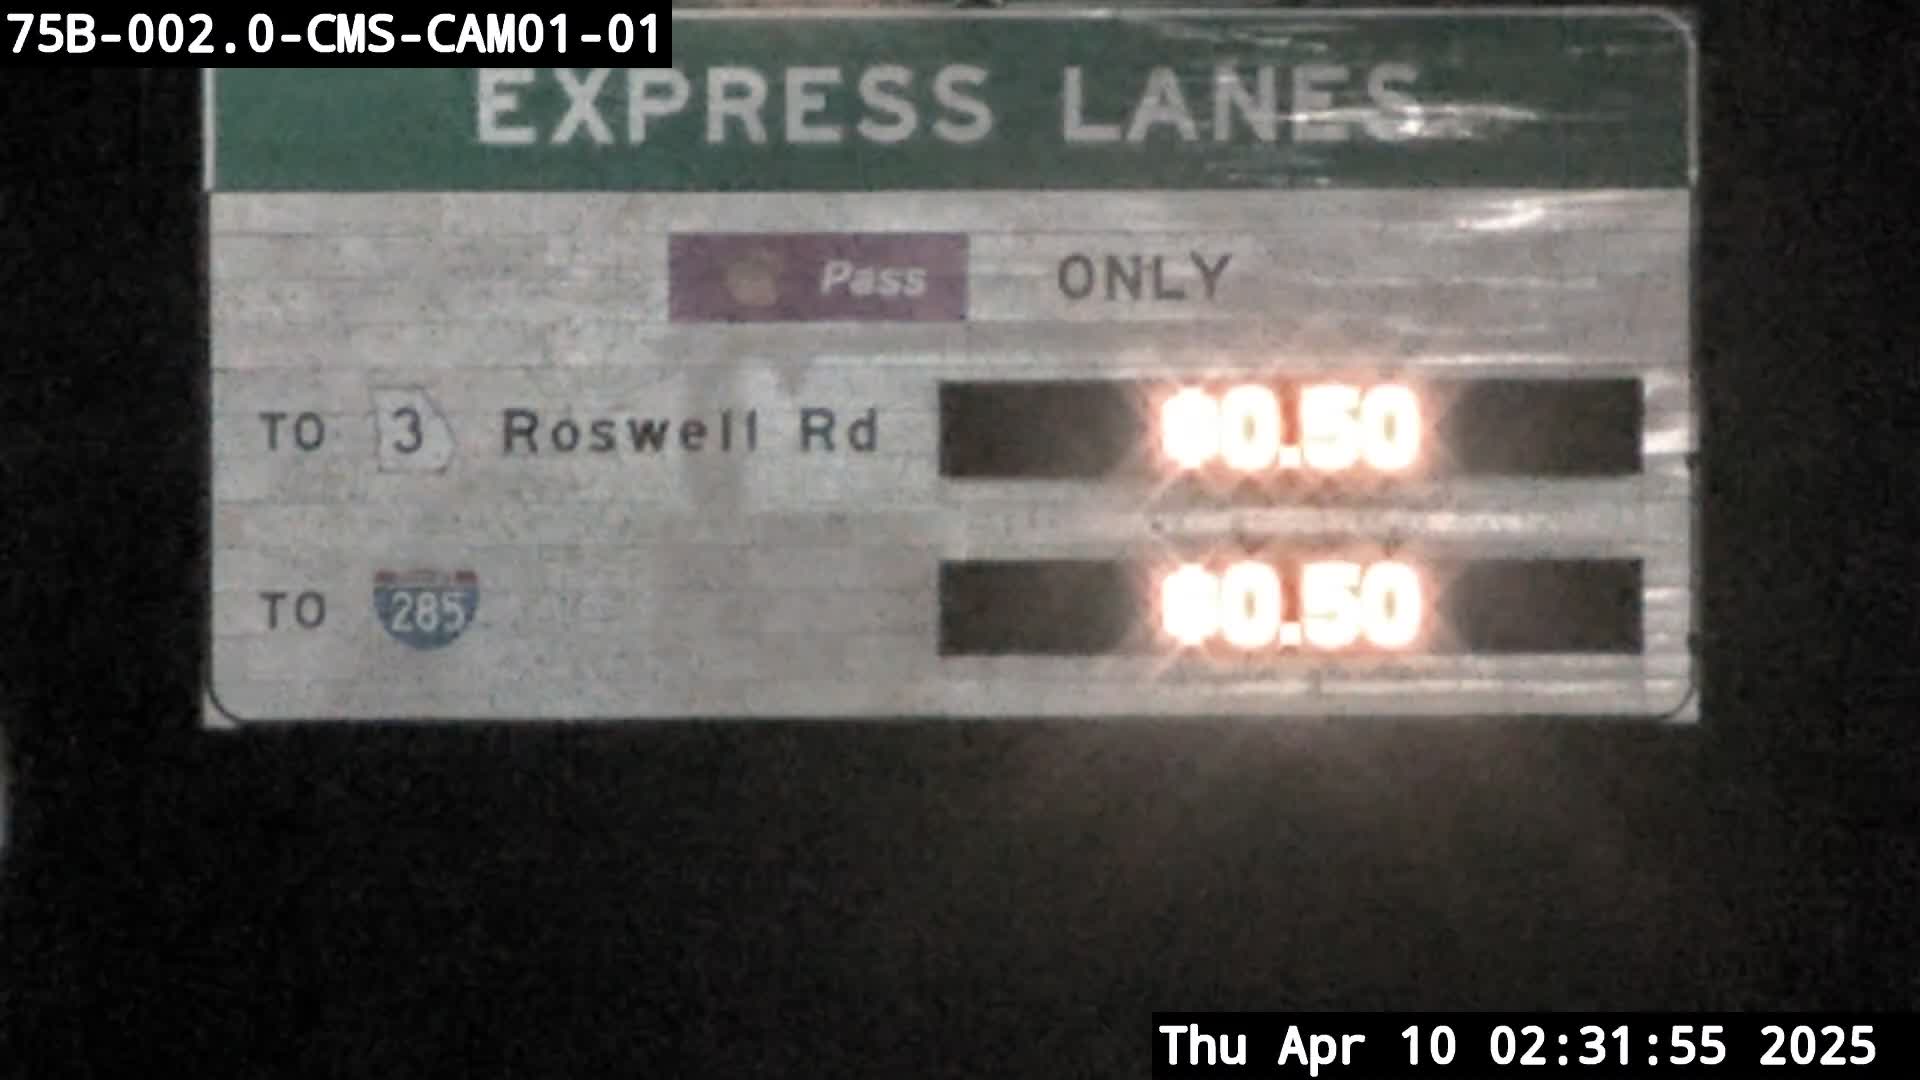 75B-002.0-CMS-CAM01-01
EXPRESS LANES
Pass ONLY
TO 3 Roswell Rd $0.50
TO 285 $0.50
Thu Apr 10 02:31:55 2025